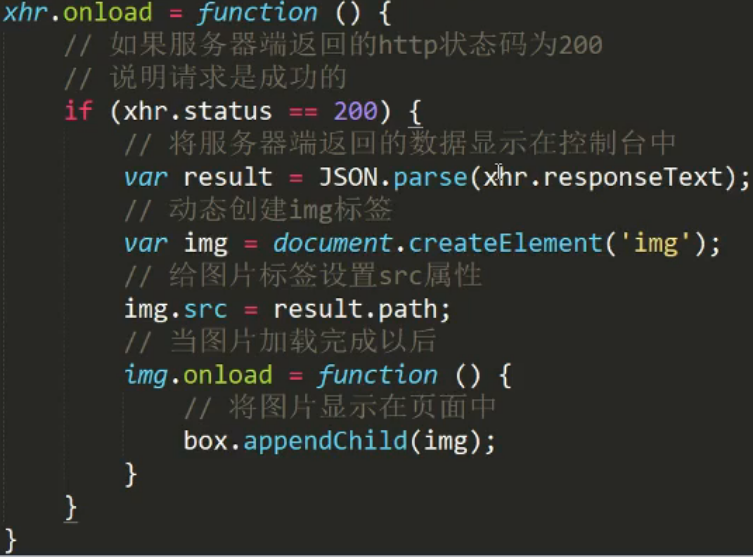 xhr.onload = function () {
// 如果服务器端返回的http状态码为200
// 说明请求是成功的
if (xhr.status == 200) {
// 将服务器端返回的数据显示在控制台中
var result = JSON.parse(xhr.responseText);
// 动态创建img标签
var img = document.createElement('img');
// 给图片标签设置src属性
img.src = result.path;
// 当图片加载完成以后
img.onload = function () {
// 将图片显示在页面中
box.appendChild(img);
}
}
}